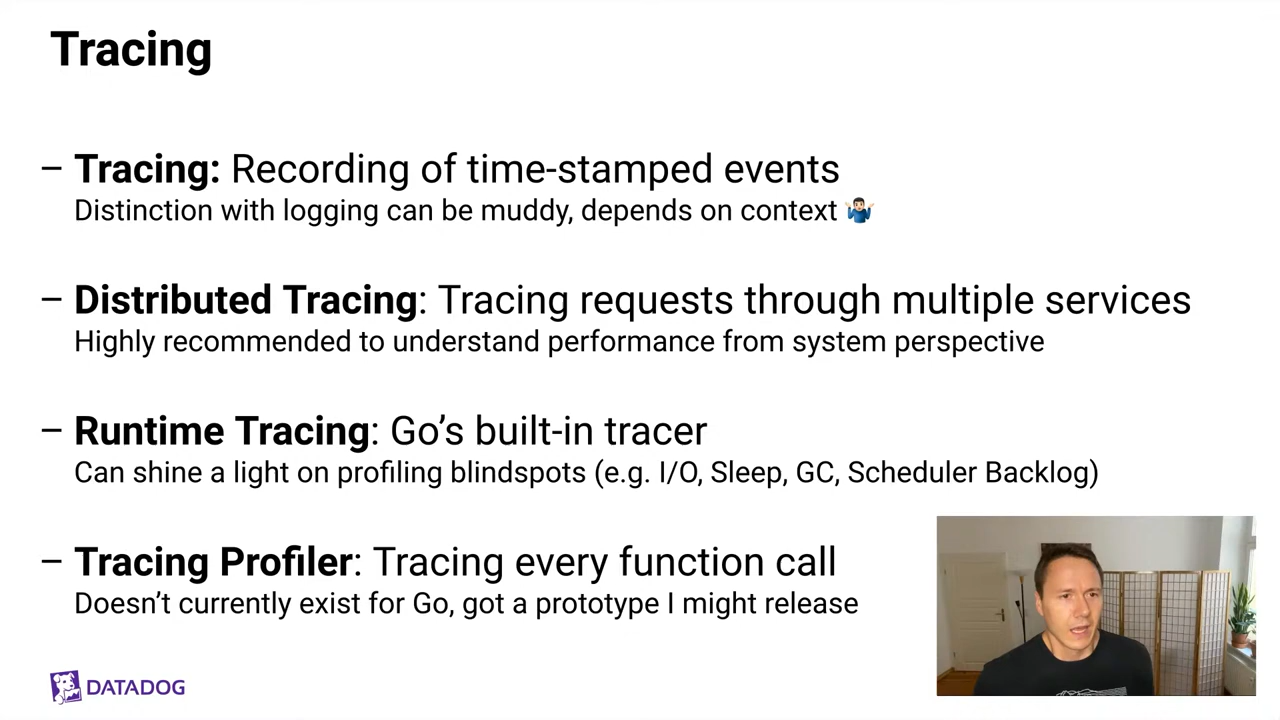 Tracing
– Tracing: Recording of time-stamped events
Distinction with logging can be muddy, depends on context 🤷🏻‍♂️
– Distributed Tracing: Tracing requests through multiple services
Highly recommended to understand performance from system perspective
– Runtime Tracing: Go’s built-in tracer
Can shine a light on profiling blindspots (e.g. I/O, Sleep, GC, Scheduler Backlog)
– Tracing Profiler: Tracing every function call
Doesn’t currently exist for Go, got a prototype I might release
DATADOG